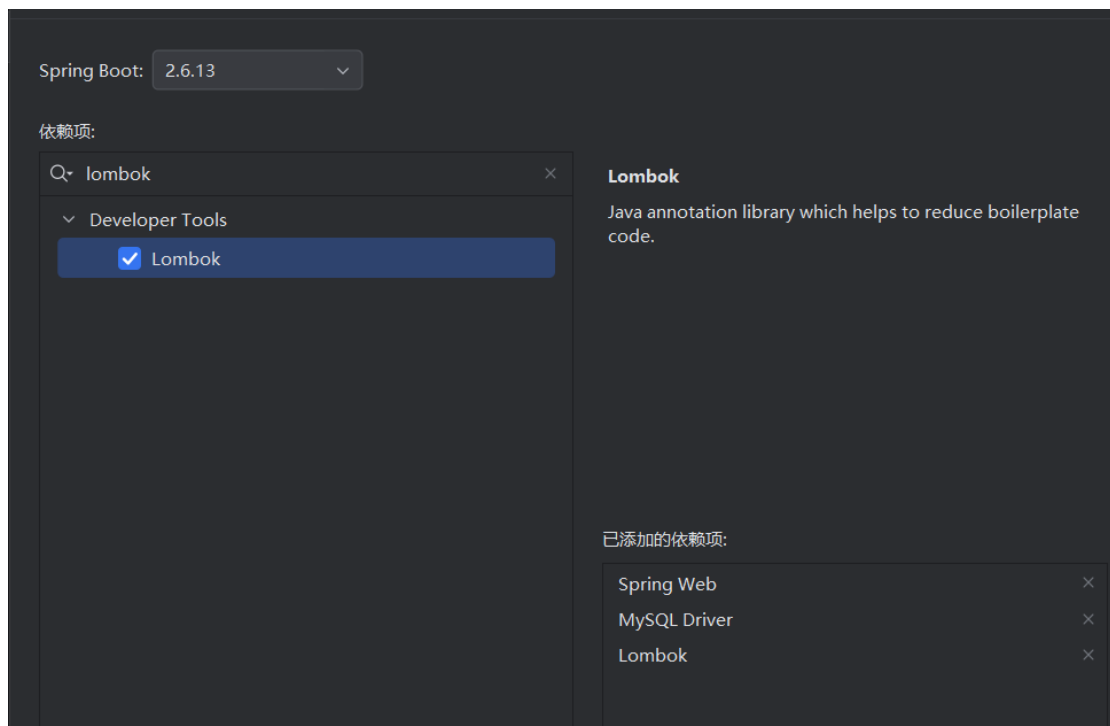 Spring Boot: 2.6.13
依赖项:
lombok
Developer Tools
Lombok
Lombok
Java annotation library which helps to reduce boilerplate
code.
已添加的依赖项:
Spring Web
MySQL Driver
Lombok